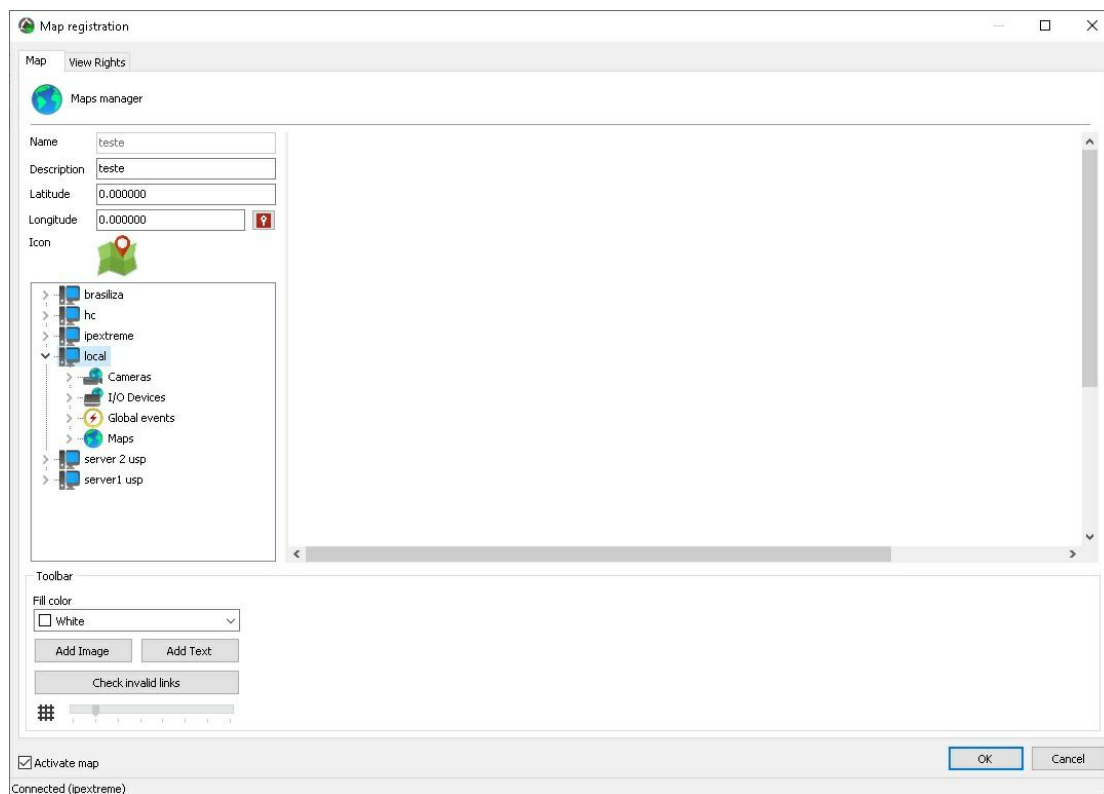 Map registration
Map View Rights
Maps manager
Name teste
Description teste
Latitude 0.000000
Longitude 0.000000
Icon
brasiliza
hc
ipextreme
local
Cameras
I/O Devices
Global events
Maps
server 2 usp
server1 usp
Toolbar
Fill color
White
Add Image Add Text
Check invalid links
Activate map
OK Cancel
Connected (ipextreme)